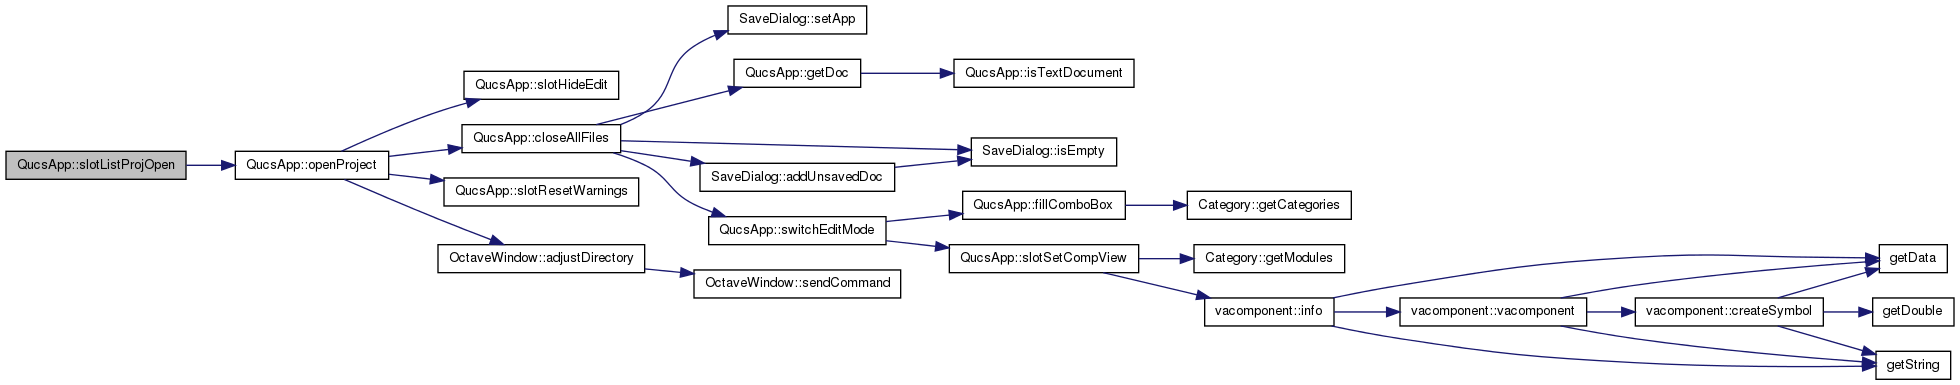 SaveDialog::setApp
QucsApp::getDoc
QucsApp::isTextDocument
QucsApp::slotHideEdit
QucsApp::closeAllFiles
SaveDialog::isEmpty
QucsApp::slotListProjOpen
QucsApp::openProject
SaveDialog::addUnsavedDoc
QucsApp::slotResetWarnings
QucsApp::fillComboBox
Category::getCategories
QucsApp::switchEditMode
OctaveWindow::adjustDirectory
QucsApp::slotSetCompView
Category::getModules
getData
OctaveWindow::sendCommand
vacomponent::info
vacomponent::vacomponent
vacomponent::createSymbol
getDouble
getString